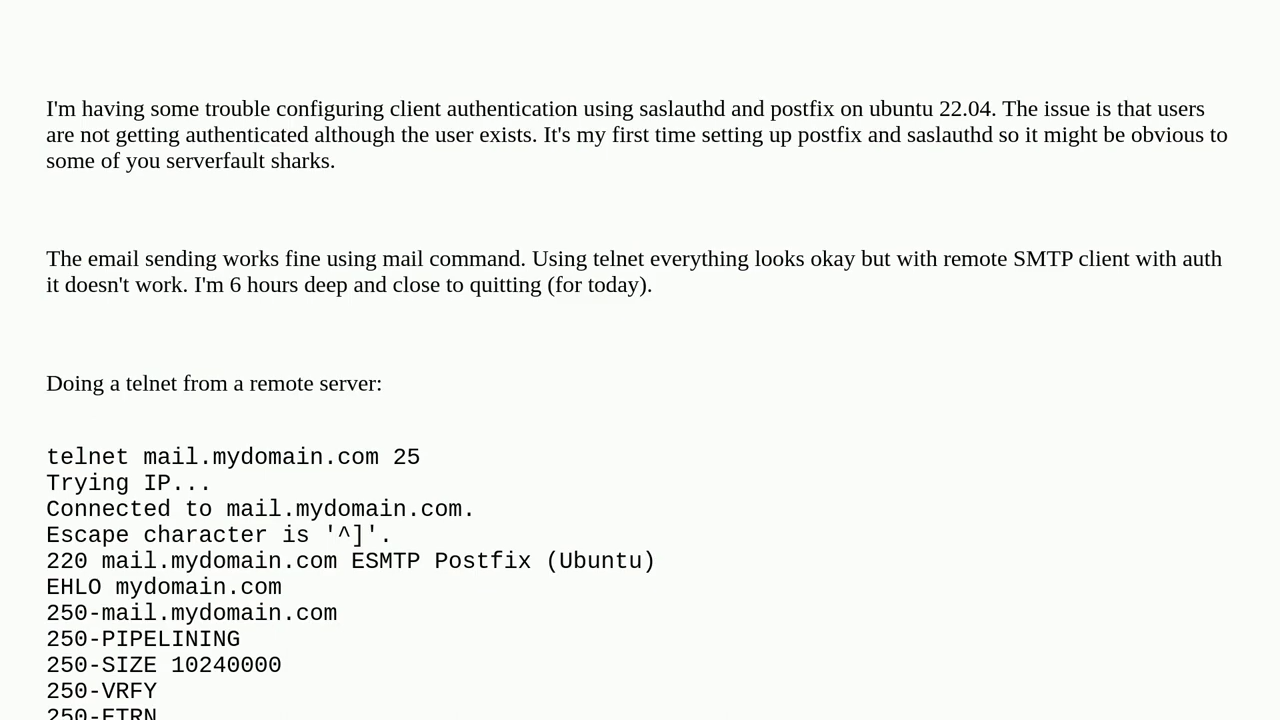 I'm having some trouble configuring client authentication using saslauthd and postfix on ubuntu 22.04. The issue is that users
are not getting authenticated although the user exists. It's my first time setting up postfix and saslauthd so it might be obvious to
some of you serverfault sharks.
The email sending works fine using mail command. Using telnet everything looks okay but with remote SMTP client with auth
it doesn't work. I'm 6 hours deep and close to quitting (for today).
Doing a telnet from a remote server:
telnet mail.mydomain.com 25
Trying IP...
Connected to mail.mydomain.com.
Escape character is '^]'.
220 mail.mydomain.com ESMTP Postfix (Ubuntu)
EHLO mydomain.com
250-mail.mydomain.com
250-PIPELINING
250-SIZE 10240000
250-VRFY
250-ETRN